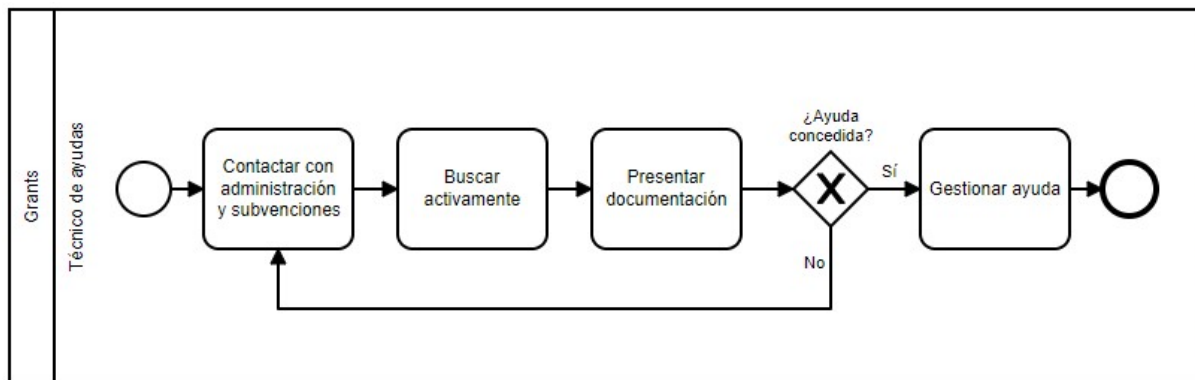 Grants
Técnico de ayudas
Contactar con
administración
y subvenciones
Buscar
activamente
Presentar
documentación
¿Ayuda
concedida?
X
Sí
No
Gestionar ayuda